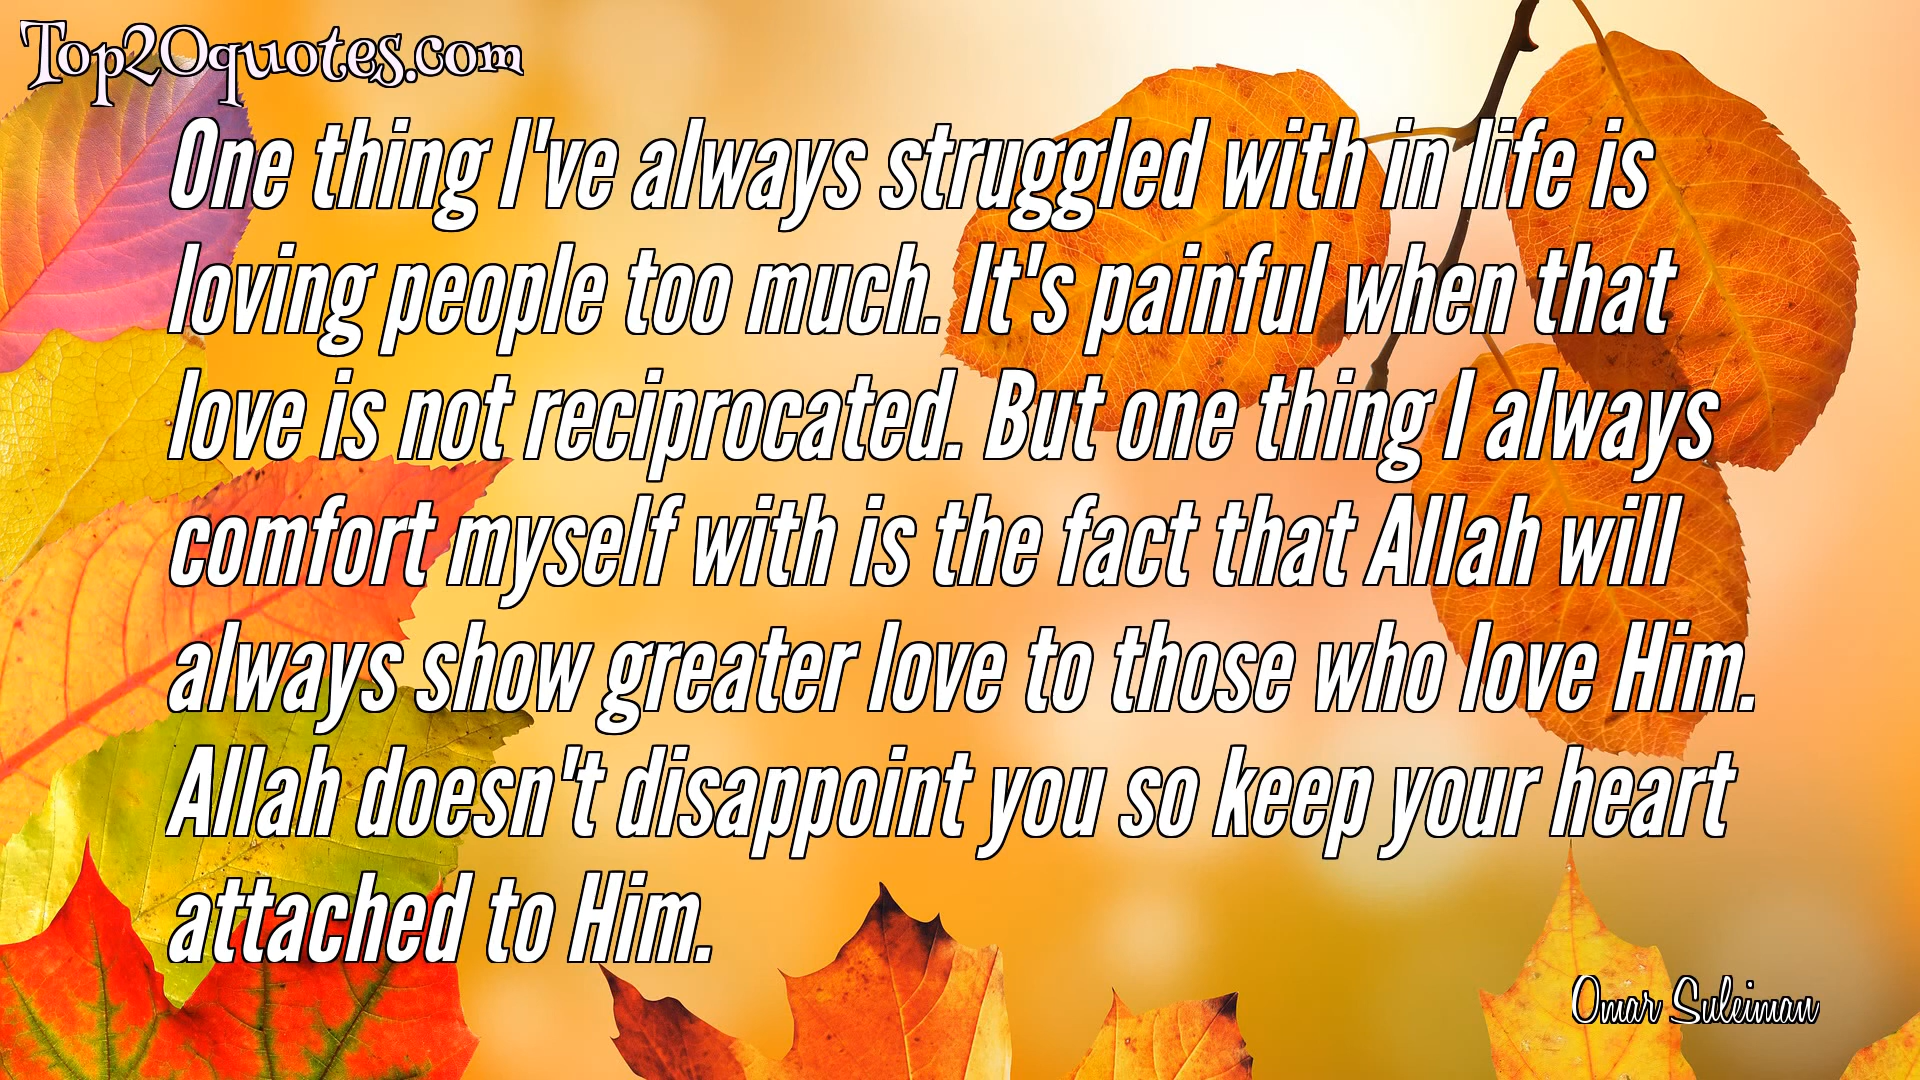 Top20quotes.com
One thing I've always struggled with in life is
loving people too much. It's painful when that
love is not reciprocated. But one thing I always
comfort myself with is the fact that Allah will
always show greater love to those who love Him.
Allah doesn't disappoint you so keep your heart
attached to Him.
Omar Suleiman